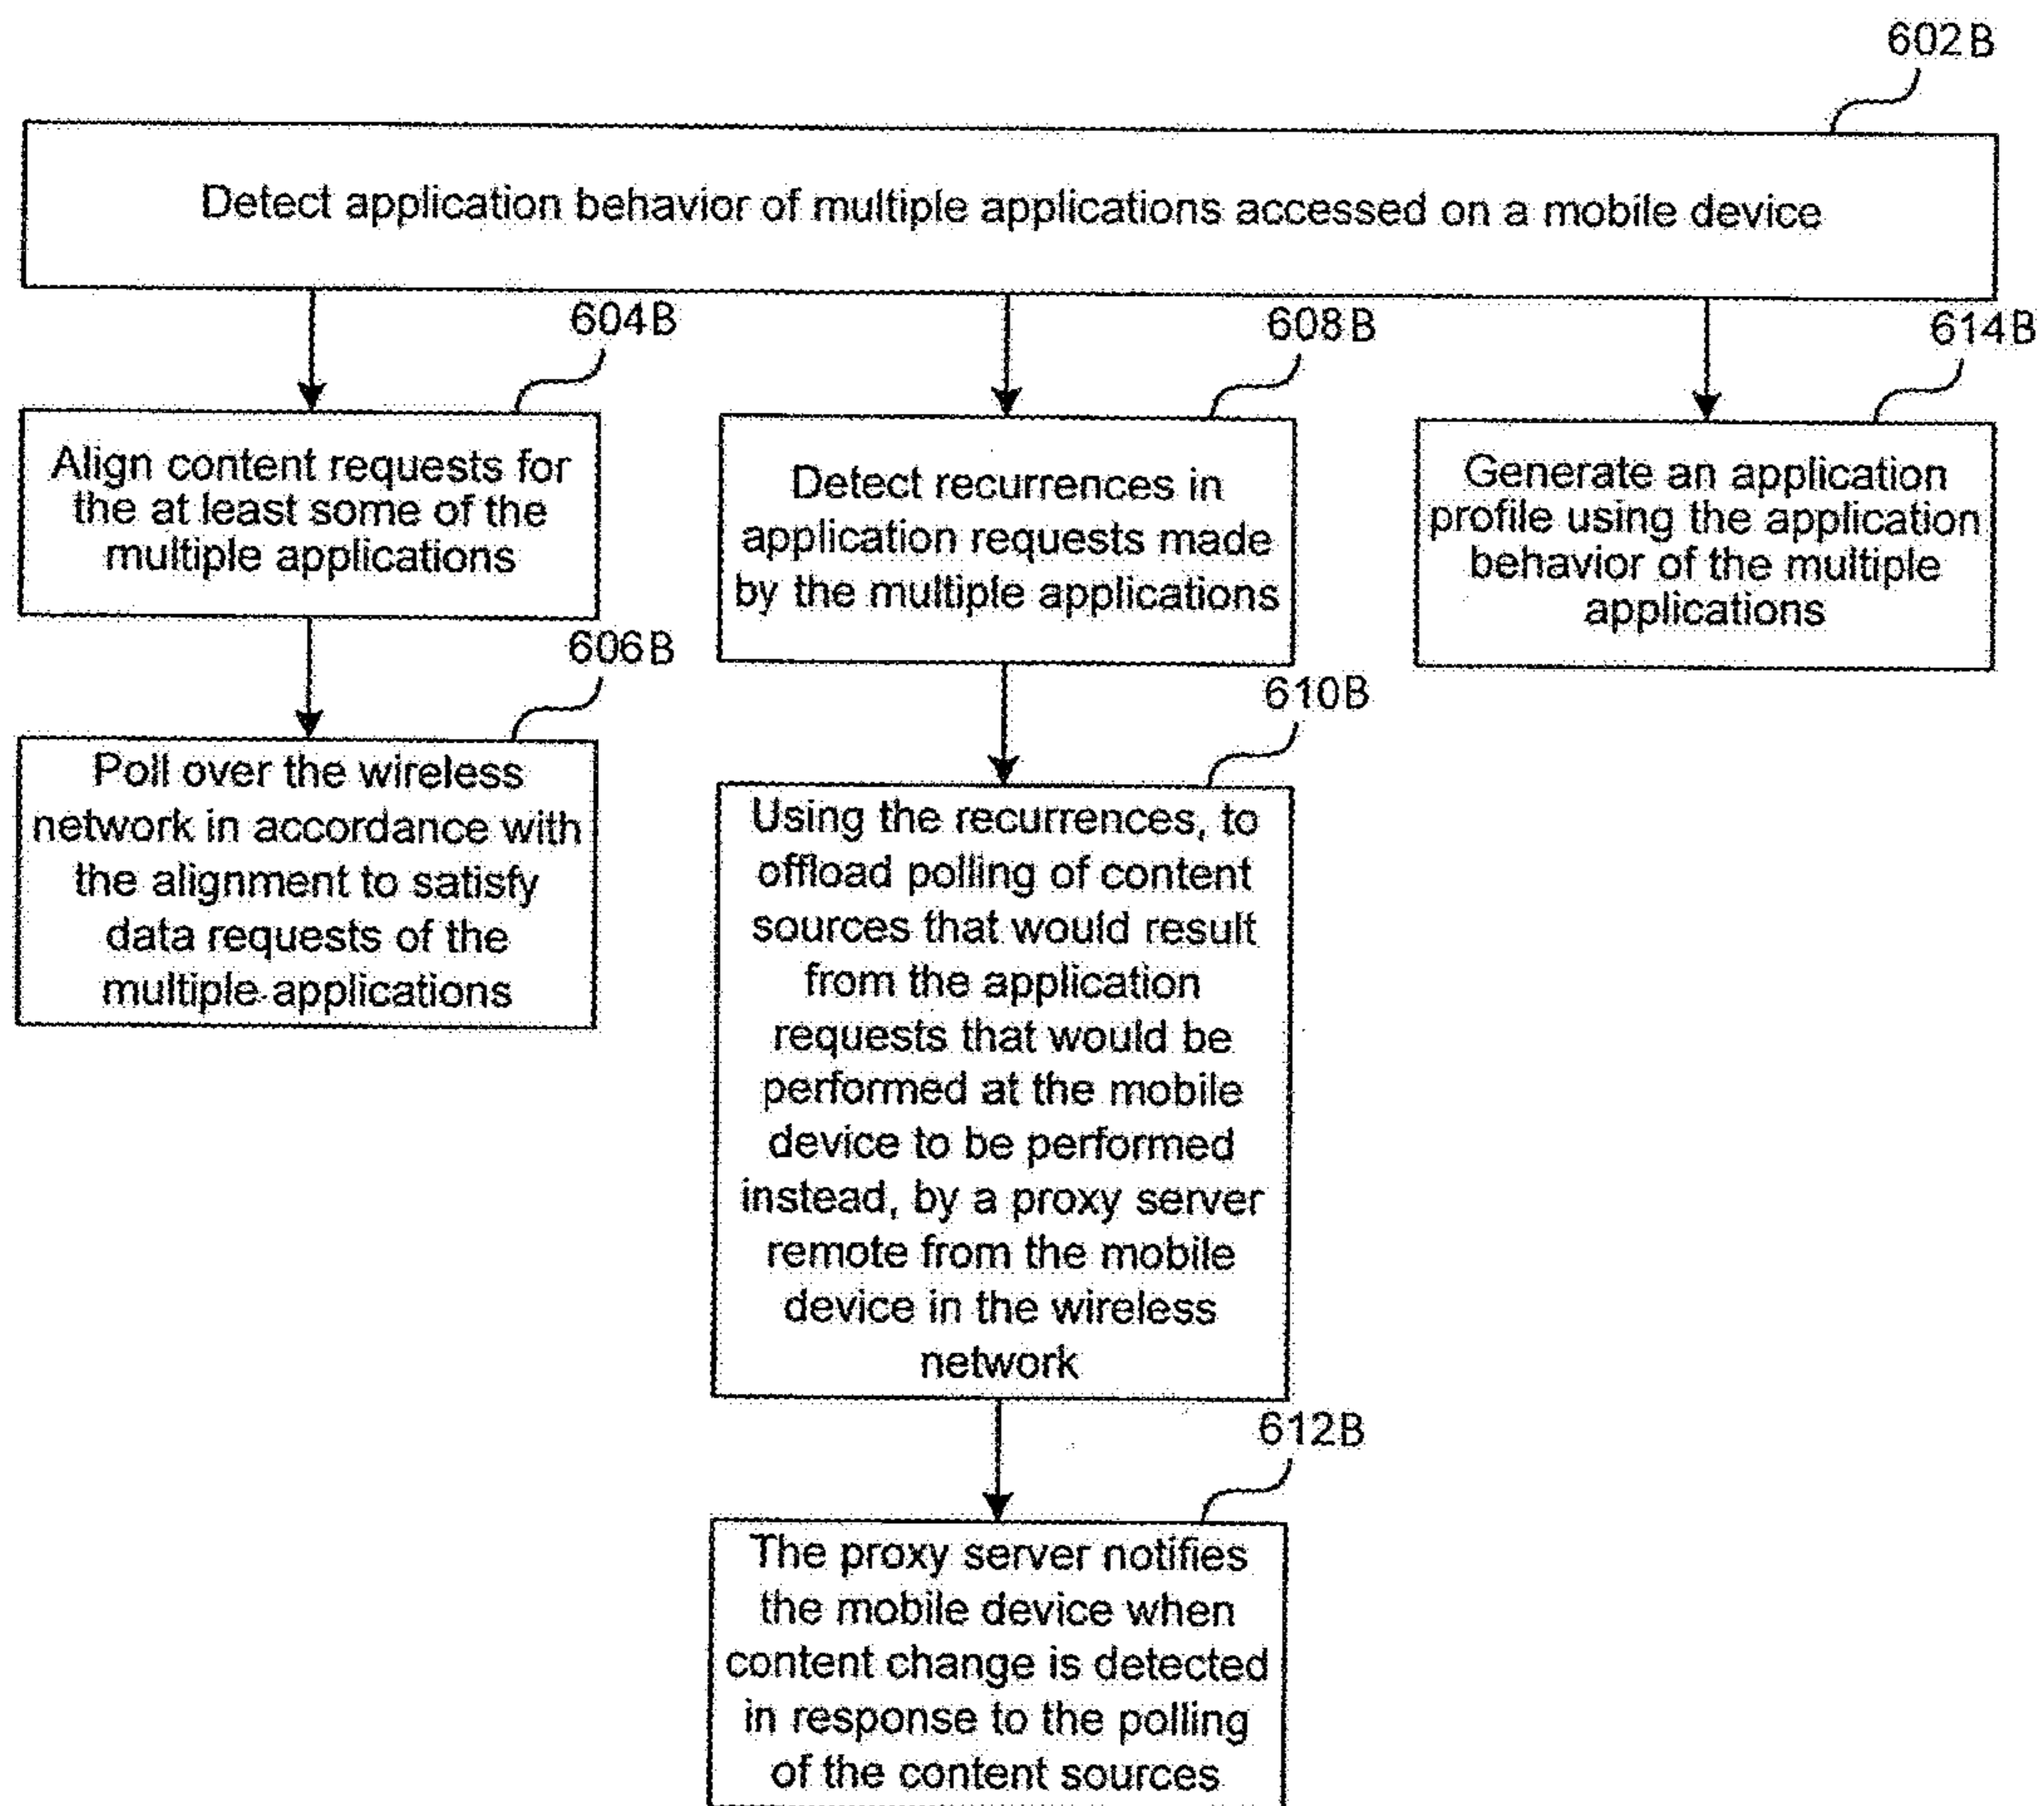 602B
Detect application behavior of multiple applications accessed on a mobile device
604B
Align content requests for
the at least some of the
multiple applications
606B
Poll over the wireless
network in accordance with
the alignment to satisfy
data requests of the
multiple applications
608B
Detect recurrences in
application requests made
by the multiple applications
610B
Using the recurrences, to
offload polling of content
sources that would result
from the application
requests that would be
performed at the mobile
device to be performed
instead, by a proxy server
remote from the mobile
device in the wireless
network
612B
The proxy server notifies
the mobile device when
content change is detected
in response to the polling
of the content sources
614B
Generate an application
profile using the application
behavior of the multiple
applications